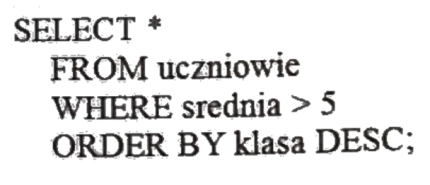 SELECT *
FROM uczniowie
WHERE srednia > 5
ORDER BY klasa DESC;